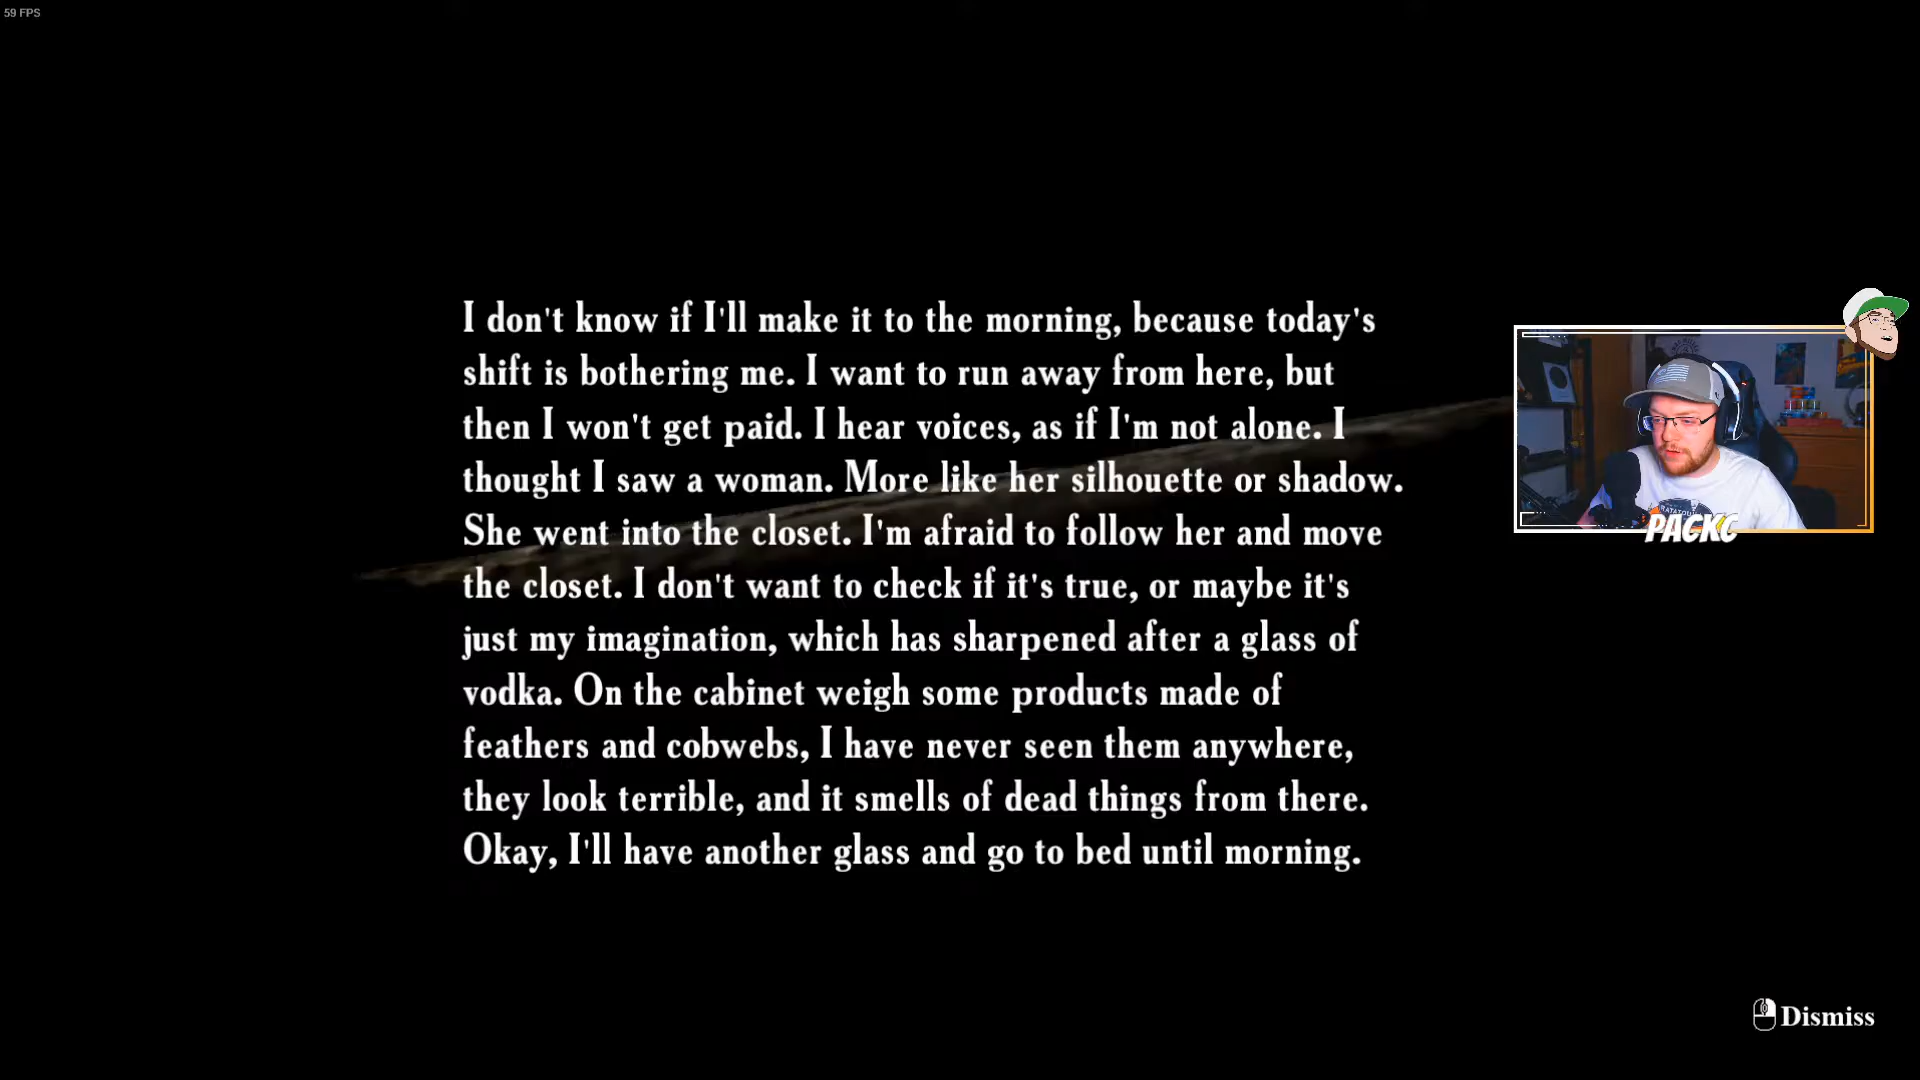 59 FPS
I don't know if I'll make it to the morning, because today's
shift is bothering me. I want to run away from here, but
then I won't get paid. I hear voices, as if I'm not alone. I
thought I saw a woman. More like her silhouette or shadow.
She went into the closet. I'm afraid to follow her and move
the closet. I don't want to check if it's true, or maybe it's
just my imagination, which has sharpened after a glass of
vodka. On the cabinet weigh some products made of
feathers and cobwebs, I have never seen them anywhere,
they look terrible, and it smells of dead things from there.
Okay, I'll have another glass and go to bed until morning.
PACKC
Dismiss